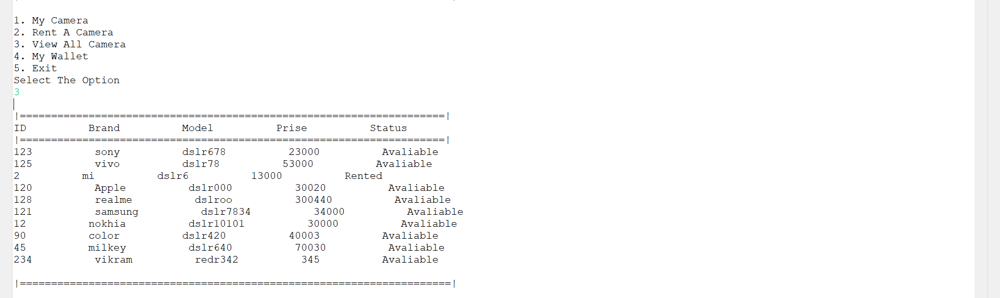 1. My Camera
2. Rent A Camera
3. View All Camera
4. My Wallet
5. Exit
Select The Option
3
|====================================================================|
ID          Brand          Model          Prise          Status
|====================================================================|
123          sony          dslr678          23000          Avaliable
125          vivo          dslr78          53000          Avaliable
2          mi          dslr6          13000          Rented
120          Apple          dslr000          30020          Avaliable
128          realme          dslroo          300440          Avaliable
121          samsung          dslr7834          34000          Avaliable
12          nokhia          dslr10101          30000          Avaliable
90          color          dslr420          40003          Avaliable
45          milkey          dslr640          70030          Avaliable
234          vikram          redr342          345          Avaliable
|=====================================================================|